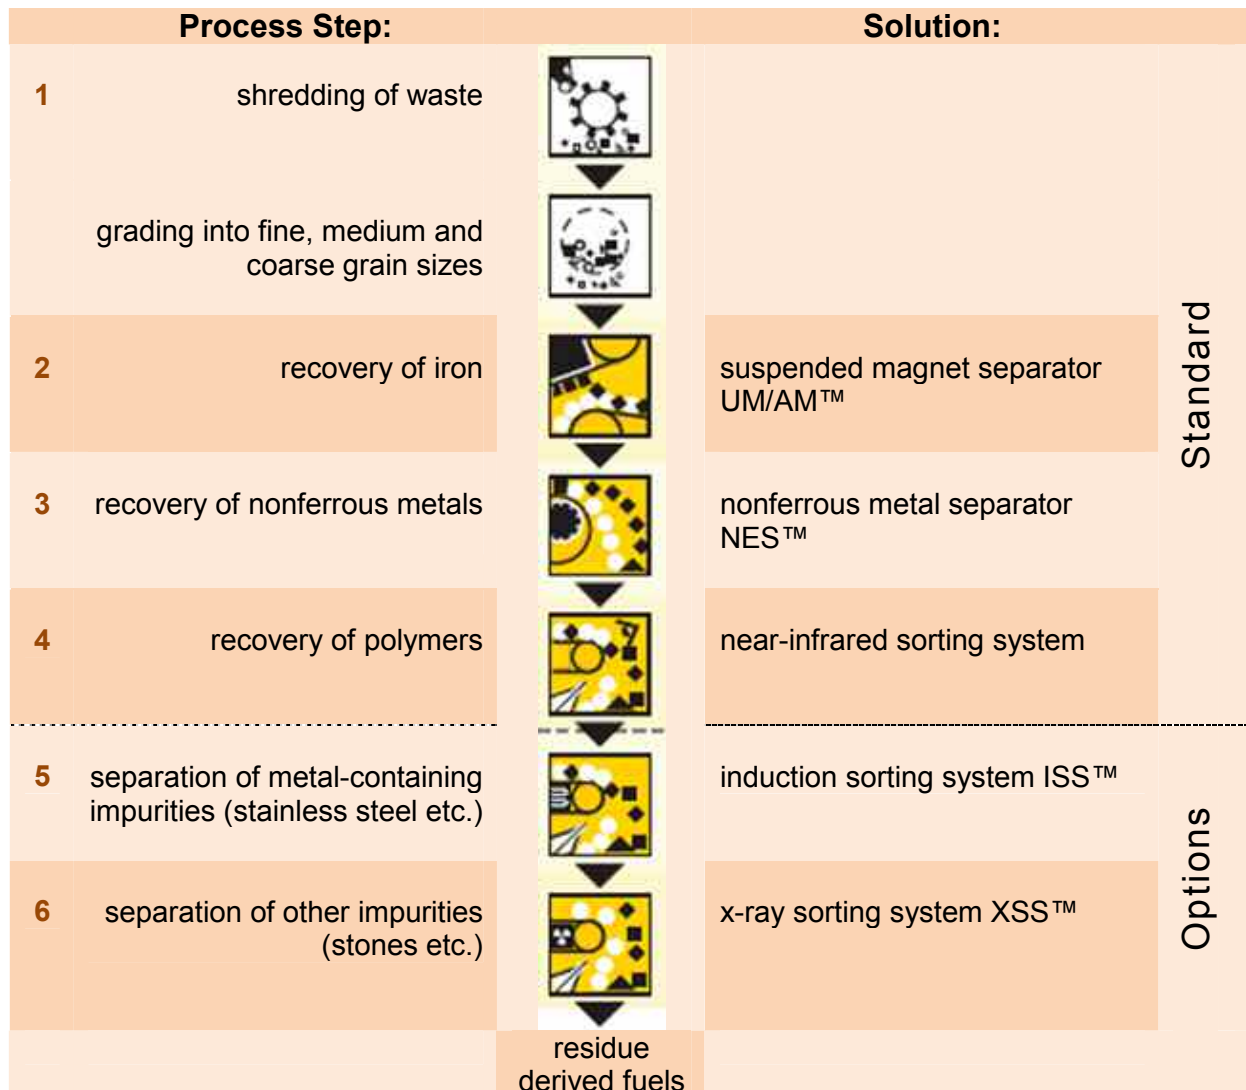 Process Step:
Solution:
1
shredding of waste
grading into fine, medium and
coarse grain sizes
2
recovery of iron
suspended magnet separator
UM/AM™
3
recovery of nonferrous metals
nonferrous metal separator
NES™
4
recovery of polymers
near-infrared sorting system
Standard
5
separation of metal-containing
impurities (stainless steel etc.)
induction sorting system ISS™
6
separation of other impurities
(stones etc.)
x-ray sorting system XSS™
Options
residue
derived fuels